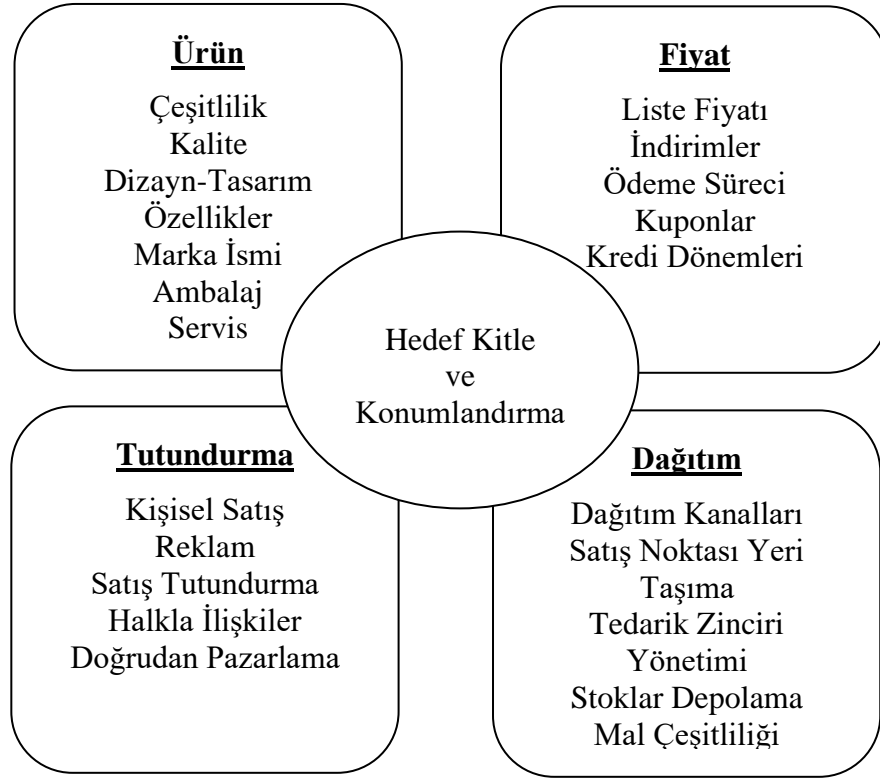 Ürün
Çeşitlilik
Kalite
Dizayn-Tasarım
Özellikler
Marka İsmi
Ambalaj
Servis
Fiyat
Liste Fiyatı
İndirimler
Ödeme Süreci
Kuponlar
Kredi Dönemleri
Hedef Kitle
ve
Konumlandırma
Tutundurma
Kişisel Satış
Reklam
Satış Tutundurma
Halkla İlişkiler
Doğrudan Pazarlama
Dağıtım
Dağıtım Kanalları
Satış Noktası Yeri
Taşıma
Tedarik Zinciri
Yönetimi
Stoklar Depolama
Mal Çeşitliliği